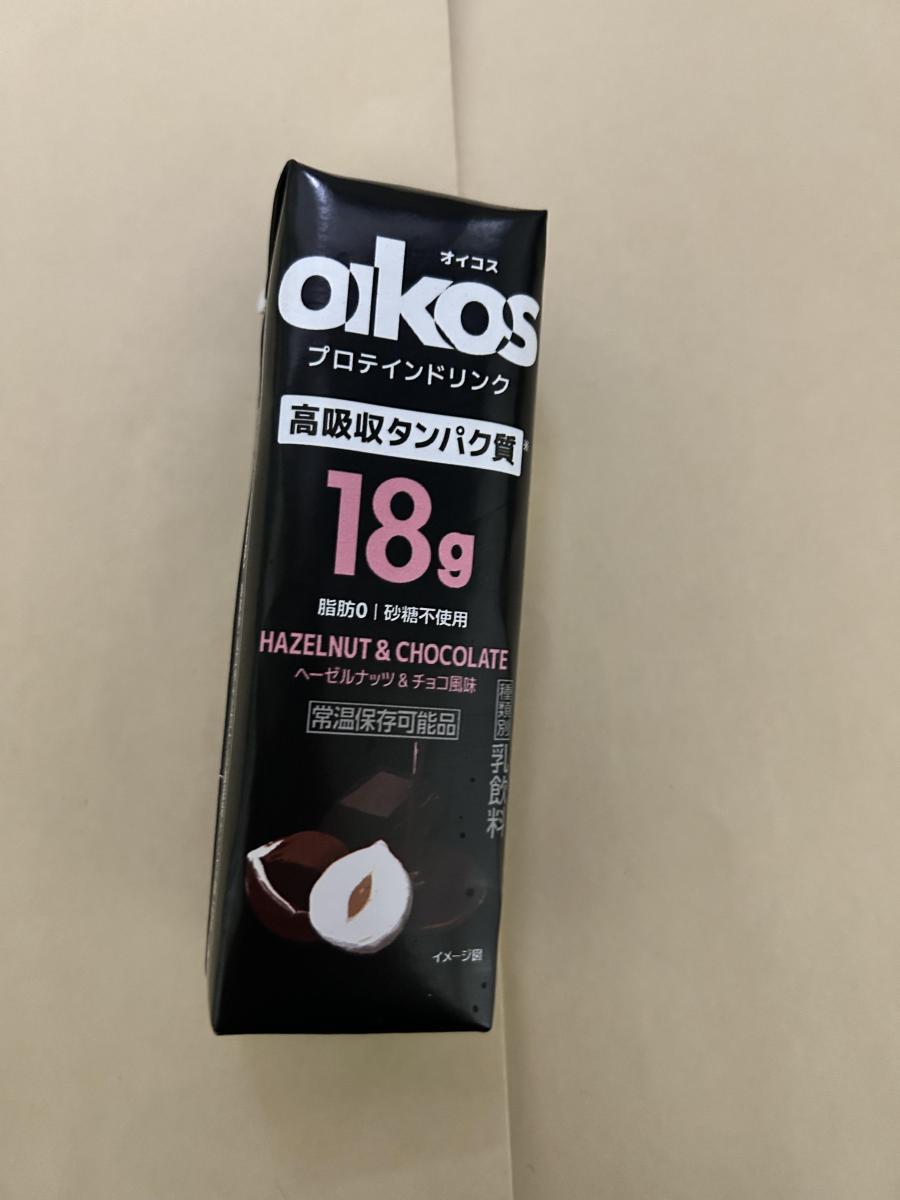 オイコス
oikos
プロテインドリンク
高吸収タンパク質*
18g
脂肪0 | 砂糖不使用
HAZELNUT & CHOCOLATE
ヘーゼルナッツ & チョコ風味
常温保存可能品
種類別
乳飲料
イメージ図